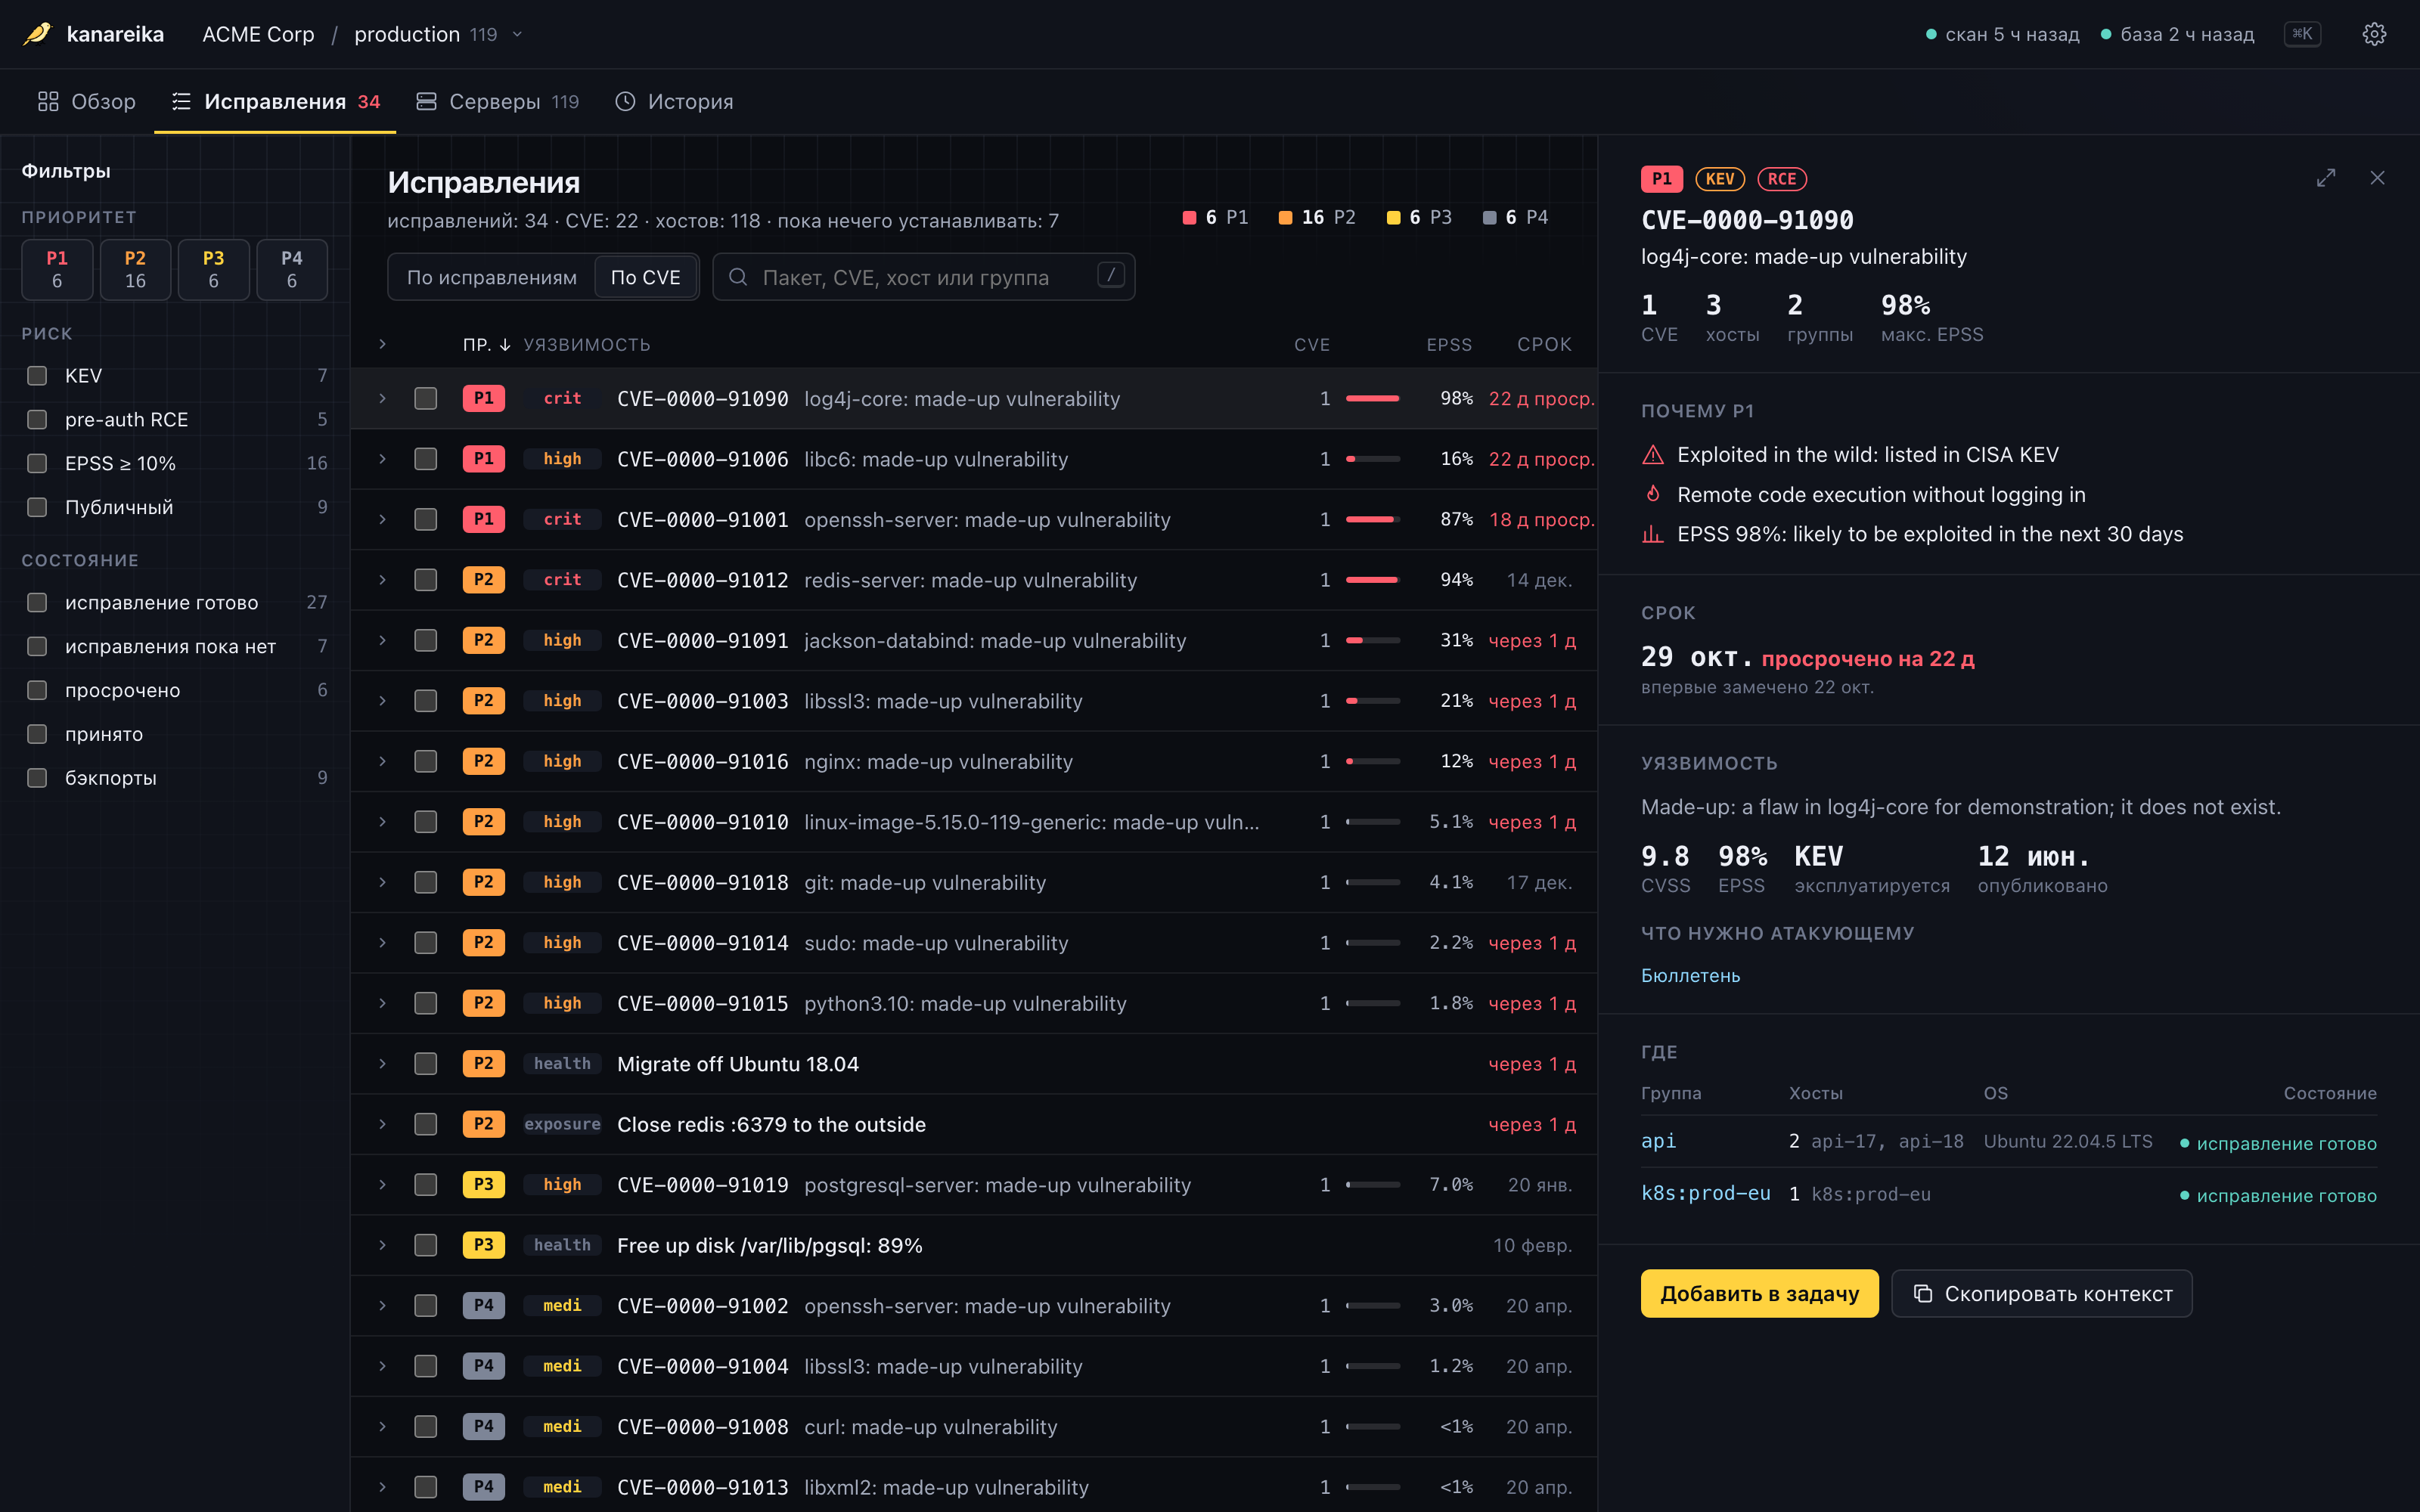 kanareika ACME Corp / production 119 скан 5 ч назад база 2 ч назад ⌘K
Обзор Исправления 34 Серверы 119 История
Фильтры
ПРИОРИТЕТ
P1 P2 P3 P4
6 16 6 6
РИСК
KEV 7
pre-auth RCE 5
EPSS ≥ 10% 16
Публичный 9
СОСТОЯНИЕ
исправление готово 27
исправления пока нет 7
просрочено 6
принято
бэкпорты 9
Исправления
исправлений: 34 · CVE: 22 · хостов: 118 · пока нечего устанавливать: 7
6 P1 16 P2 6 P3 6 P4
По исправлениям По CVE Пакет, CVE, хост или группа /
ПР. ↓ УЯЗВИМОСТЬ CVE EPSS СРОК
P1 crit CVE-0000-91090 log4j-core: made-up vulnerability 1 98% 22 д проср.
P1 high CVE-0000-91006 libc6: made-up vulnerability 1 16% 22 д проср.
P1 crit CVE-0000-91001 openssh-server: made-up vulnerability 1 87% 18 д проср.
P2 crit CVE-0000-91012 redis-server: made-up vulnerability 1 94% 14 дек.
P2 high CVE-0000-91091 jackson-databind: made-up vulnerability 1 31% через 1 д
P2 high CVE-0000-91003 libssl3: made-up vulnerability 1 21% через 1 д
P2 high CVE-0000-91016 nginx: made-up vulnerability 1 12% через 1 д
P2 high CVE-0000-91010 linux-image-5.15.0-119-generic: made-up vuln... 1 5.1% через 1 д
P2 high CVE-0000-91018 git: made-up vulnerability 1 4.1% 17 дек.
P2 high CVE-0000-91014 sudo: made-up vulnerability 1 2.2% через 1 д
P2 high CVE-0000-91015 python3.10: made-up vulnerability 1 1.8% через 1 д
P2 health Migrate off Ubuntu 18.04 через 1 д
P2 exposure Close redis :6379 to the outside через 1 д
P3 high CVE-0000-91019 postgresql-server: made-up vulnerability 1 7.0% 20 янв.
P3 health Free up disk /var/lib/pgsql: 89% 10 февр.
P4 medi CVE-0000-91002 openssh-server: made-up vulnerability 1 3.0% 20 апр.
P4 medi CVE-0000-91004 libssl3: made-up vulnerability 1 1.2% 20 апр.
P4 medi CVE-0000-91008 curl: made-up vulnerability 1 <1% 20 апр.
P4 medi CVE-0000-91013 libxml2: made-up vulnerability 1 <1% 20 апр.
P1 KEV RCE
CVE-0000-91090
log4j-core: made-up vulnerability
1 3 2 98%
CVE хосты группы макс. EPSS
ПОЧЕМУ P1
Exploited in the wild: listed in CISA KEV
Remote code execution without logging in
EPSS 98%: likely to be exploited in the next 30 days
СРОК
29 окт. просрочено на 22 д
впервые замечено 22 окт.
УЯЗВИМОСТЬ
Made-up: a flaw in log4j-core for demonstration; it does not exist.
9.8 98% KEV 12 июн.
CVSS EPSS эксплуатируется опубликовано
ЧТО НУЖНО АТАКУЮЩЕМУ
Бюллетень
ГДЕ
Группа Хосты OS Состояние
api 2 api-17, api-18 Ubuntu 22.04.5 LTS исправление готово
k8s:prod-eu 1 k8s:prod-eu исправление готово
Добавить в задачу Скопировать контекст